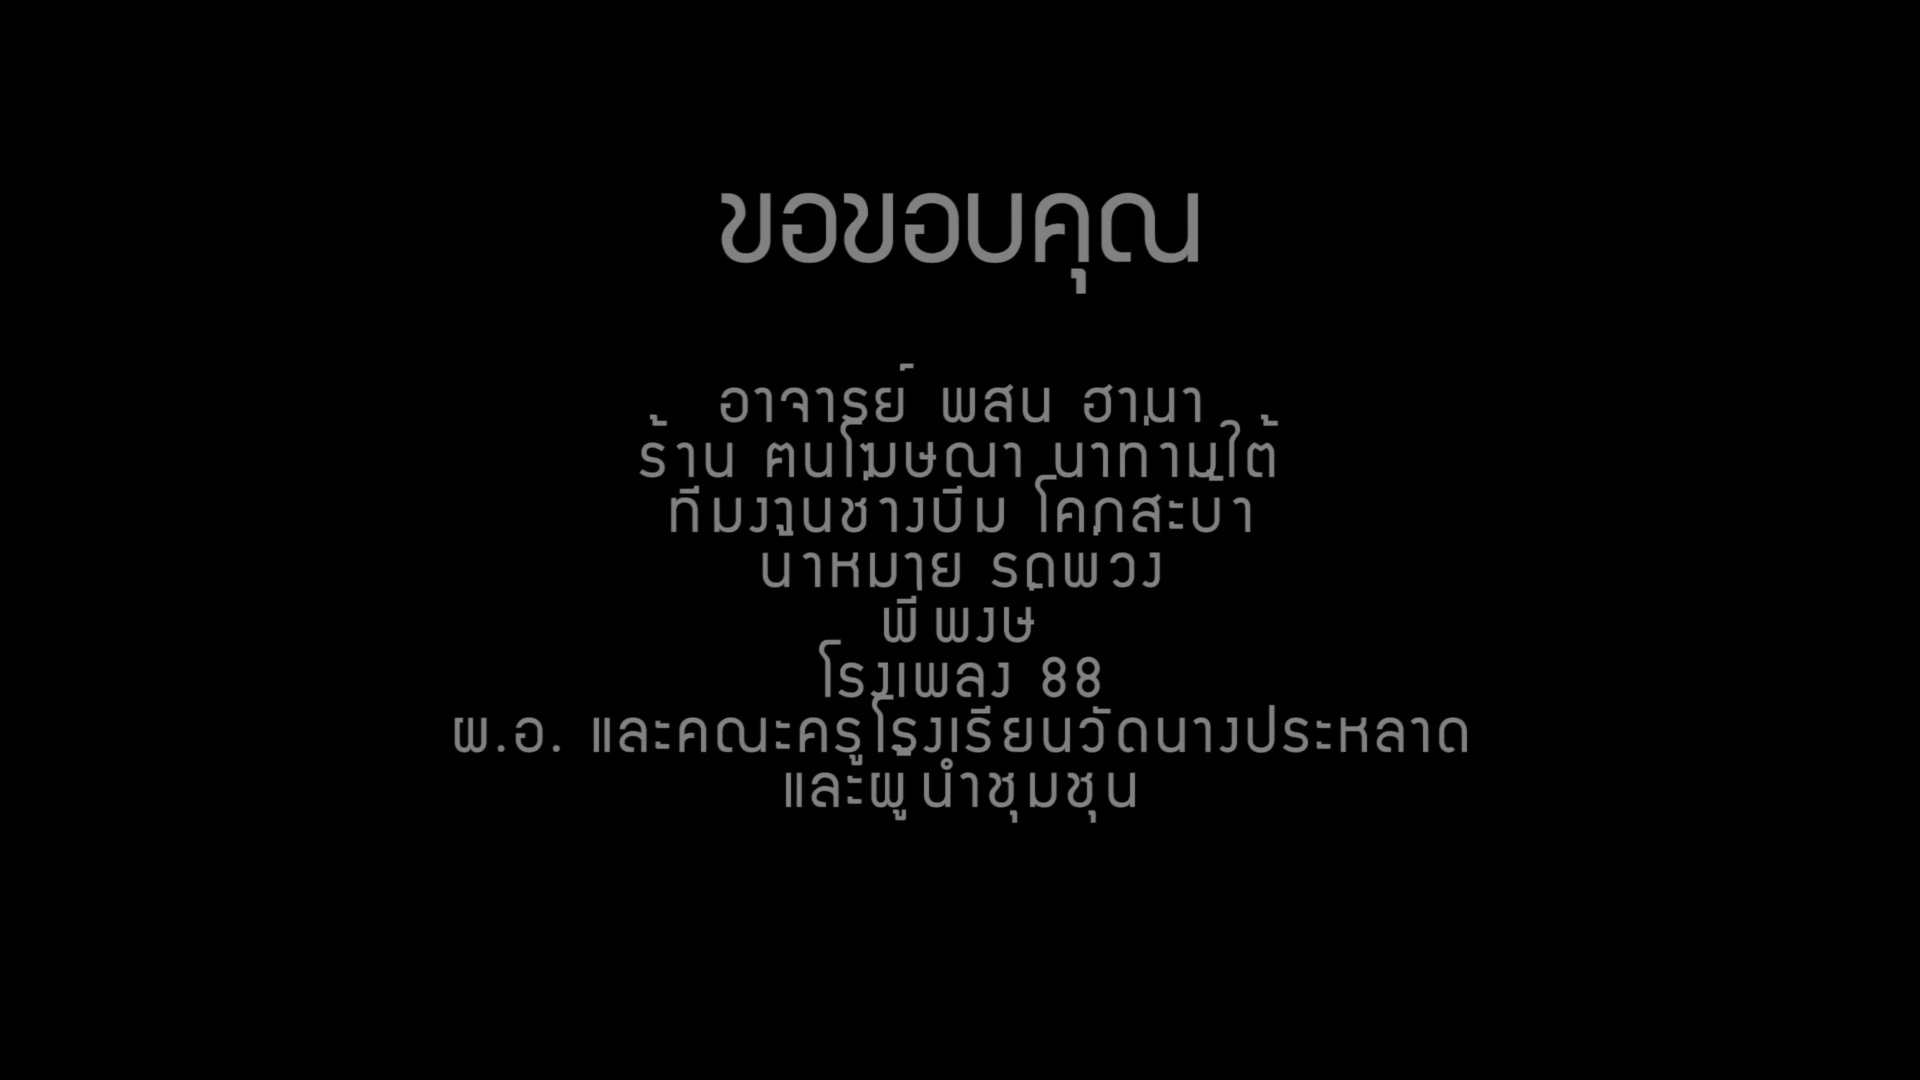 ขอขอบคุณ
อาจารย์ พสน ฮาม่า
ร้าน ฅนโฆษณา นาท่ามใต้
ทีมงานช่างบีม โคกสะบ้า
น้าหมาย รถพ่วง
พี่พงษ์
โรงเพลง 88
ผ.อ. และคณะครูโรงเรียนวัดนางประหลาด
และผู้นำชุมชุน